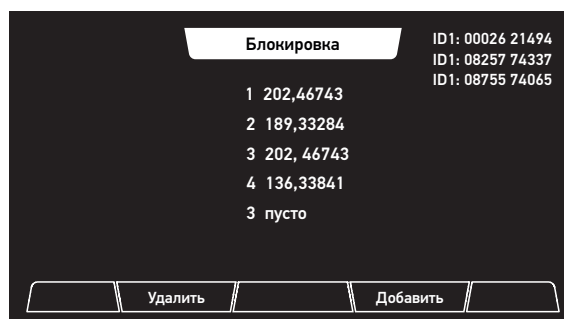 Блокировка
ID1: 00026 21494
ID1: 08257 74337
ID1: 08755 74065
1 202,46743
2 189,33284
3 202, 46743
4 136,33841
3 пусто
Удалить Добавить